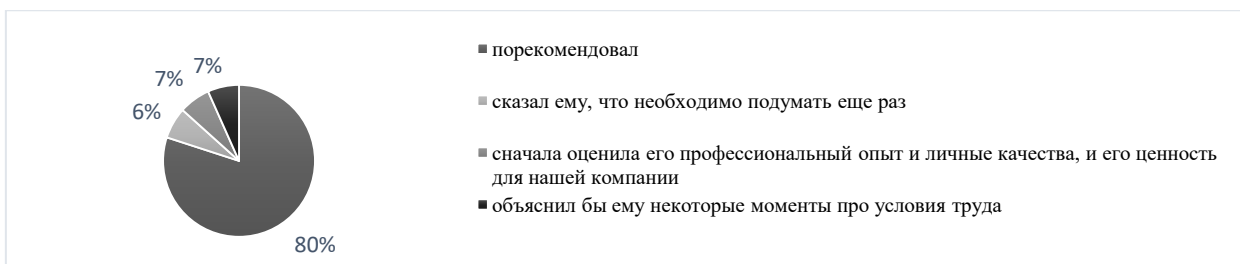 7%
7%
6%
80%
порекомендовал
сказал ему, что необходимо подумать еще раз
сначала оценила его профессиональный опыт и личные качества, и его ценность
для нашей компании
объяснил бы ему некоторые моменты про условия труда